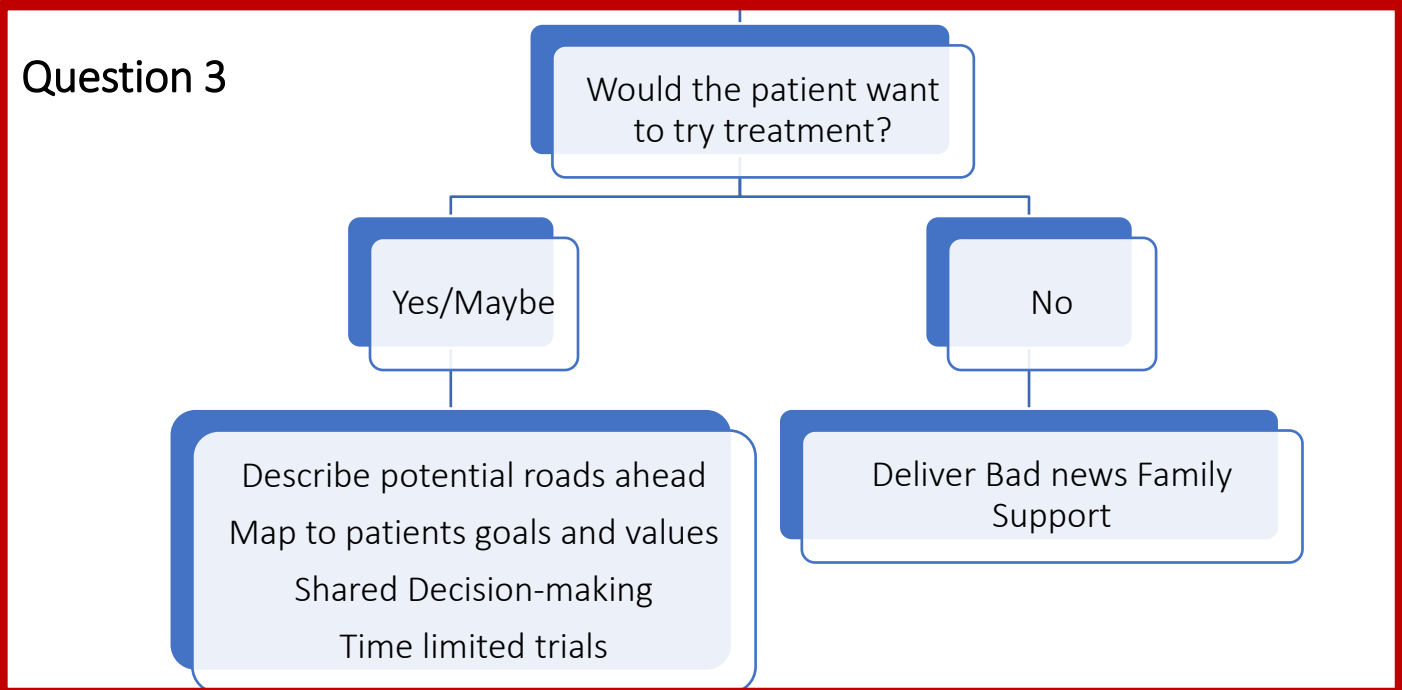 Question 3
Would the patient want
to try treatment?
Yes/Maybe
No
Describe potential roads ahead
Map to patients goals and values
Shared Decision-making
Time limited trials
Deliver Bad news Family
Support